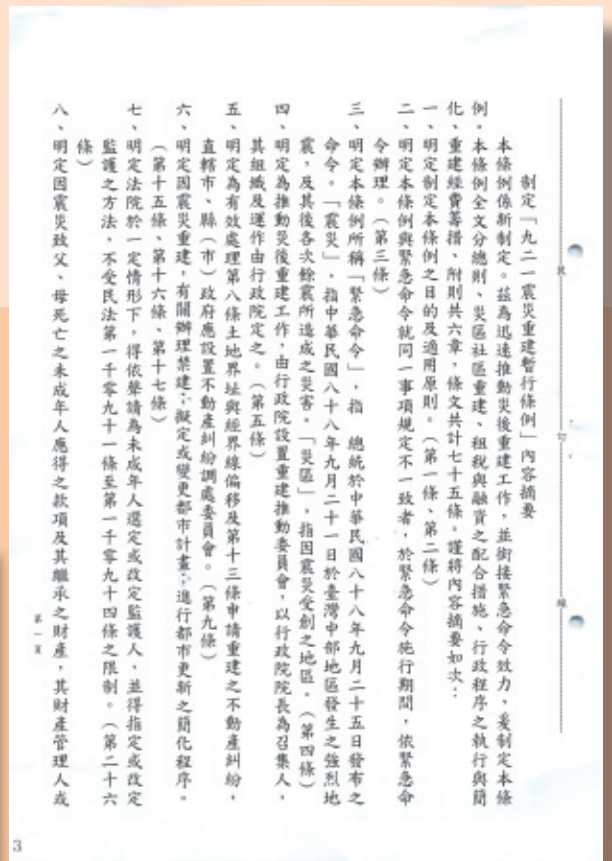 裝
訂
線
制定「九二一震災重建暫行條例」內容摘要
本條例係新制定。茲為迅速推動災後重建工作，並銜接緊急命令效力，爰制定本條
例。本條例全文分總則、災區社區重建、租稅與融資之配合措施、行政程序之執行與簡
化、重建經費籌措、附則共六章，條文共計七十五條。謹將內容摘要如次：
一、明定制定本條例之目的及適用原則。（第一條、第二條）
二、明定本條例與緊急命令就同一事項規定不一致者，於緊急命令施行期間，依緊急命
令辦理。（第三條）
三、明定本條例所稱「緊急命令」，指　總統於中華民國八十八年九月二十五日發布之
命令。「震災」，指中華民國八十八年九月二十一日於臺灣中部地區發生之強烈地
震，及其後各次餘震所造成之災害。「災區」，指因震災受創之地區。（第四條）
四、明定為推動災後重建工作，由行政院設置重建推動委員會，以行政院院長為召集人，
其組織及運作由行政院定之。（第五條）
五、明定為有效處理第八條土地界址與經界線偏移及第十三條申請重建之不動產糾紛，
直轄市、縣（市）政府應設置不動產糾紛調處委員會。（第九條）
六、明定因震災重建，有關辦理禁建；擬定或變更都市計畫；進行都市更新之簡化程序。
（第十五條、第十六條、第十七條）
七、明定法院於一定情形下，得依聲請為未成年人選定或改定監護人，並得指定或改定
監護之方法，不受民法第一千零九十一條至第一千零九十四條之限制。（第二十六
條）
八、明定因震災致父、母死亡之未成年人應得之款項及其繼承之財產，其財產管理人或
第一頁
3